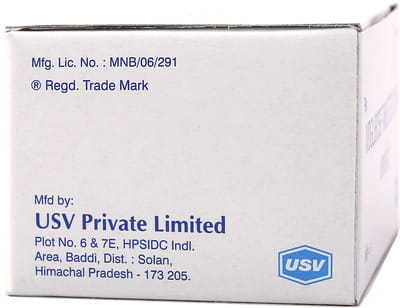 Mfg. Lic. No. : MNB/06/291
® Regd. Trade Mark
Mfd by:
USV Private Limited
Plot No. 6 & 7E, HPSIDC Indl.
Area, Baddi, Dist. : Solan,
Himachal Pradesh - 173 205.
USV